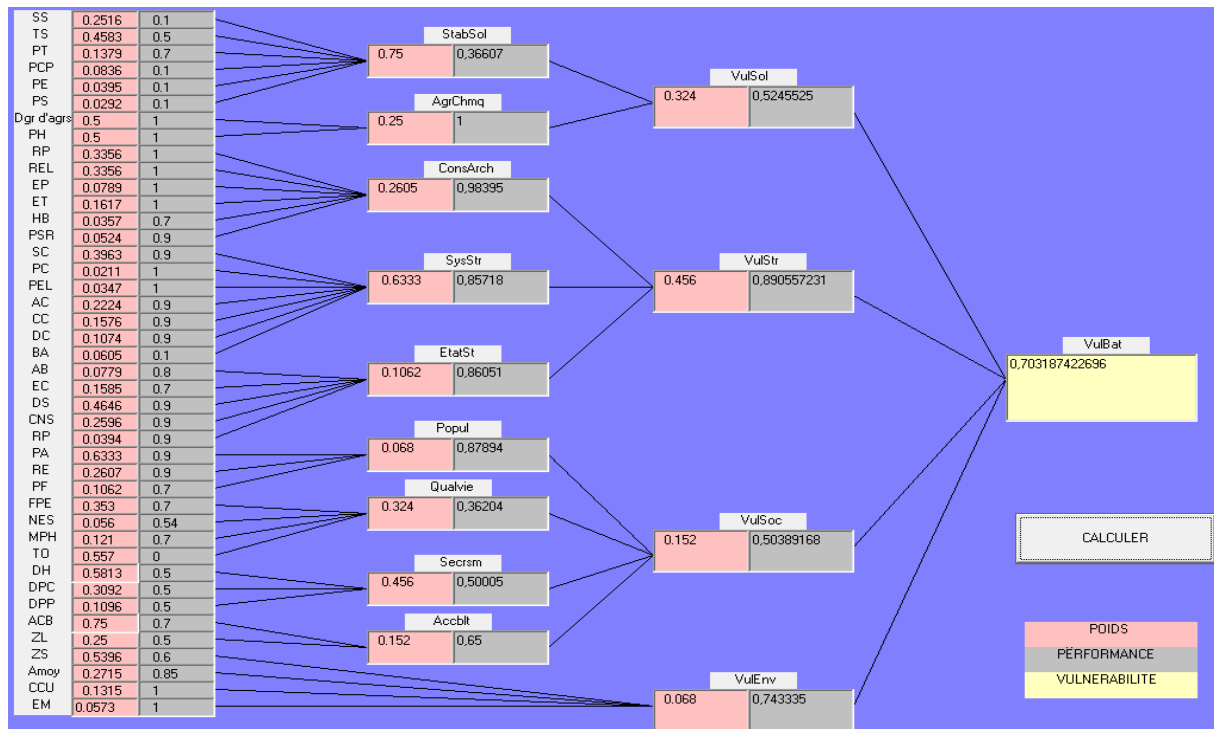 SS 0.2516 0.1
TS 0.4583 0.5
PT 0.1379 0.7
PCP 0.0836 0.1
PE 0.0395 0.1
PS 0.0292 0.1
Dgr d'agrs 0.5 1
PH 0.5 1
RP 0.3356 1
REL 0.3356 1
EP 0.0789 1
ET 0.1617 1
HB 0.0357 0.7
PSR 0.0524 0.9
SC 0.3963 0.9
PC 0.0211 1
PEL 0.0347 1
AC 0.2224 0.9
CC 0.1576 0.9
DC 0.1074 0.9
BA 0.0605 0.1
AB 0.0779 0.8
EC 0.1585 0.7
DS 0.4646 0.9
CNS 0.2596 0.9
RP 0.0394 0.9
PA 0.6333 0.9
RE 0.2607 0.9
PF 0.1062 0.7
FPE 0.353 0.7
NES 0.056 0.54
MPH 0.121 0.7
TO 0.557 0
DH 0.5813 0.5
DPC 0.3092 0.5
DPP 0.1096 0.5
ACB 0.75 0.7
ZL 0.25 0.5
ZS 0.5396 0.6
Amoy 0.2715 0.85
CCU 0.1315 1
EM 0.0573 1
StabSol
0.75 0,36607
AgrChmq
0.25 1
ConsArch
0.2605 0,98395
SysStr
0.6333 0,85718
EtatSt
0.1062 0,86051
Popul
0.068 0,87894
Qualvie
0.324 0,36204
Secrsm
0.456 0,50005
Accblt
0.152 0,65
VulSol
0.324 0,5245525
VulStr
0.456 0,890557231
VulSoc
0.152 0,50389168
VulEnv
0.068 0,743335
VulBat
0,703187422696
CALCULER
POIDS
PËRFORMANCE
VULNERABILITE